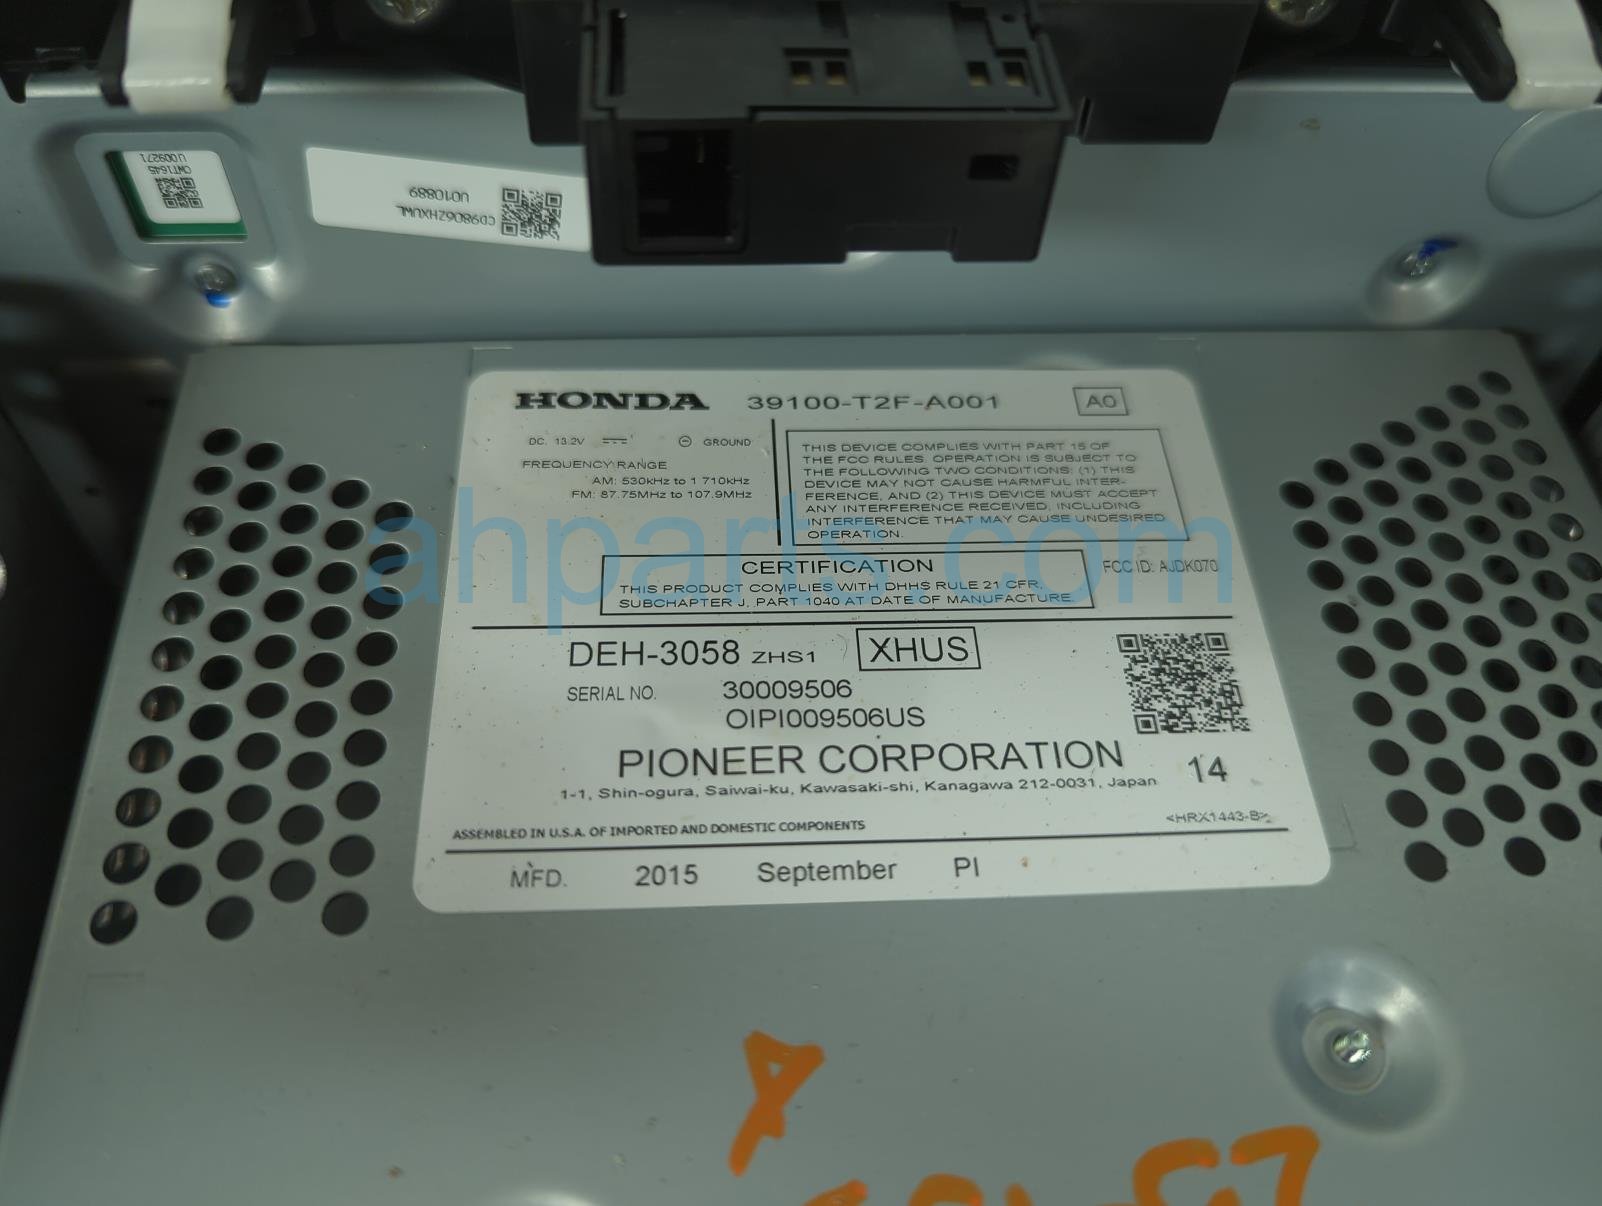 U009271
CWT1645
U010889
CD9806ZHXUWL
HONDA 39100-T2F-A001 A0
DC. 13.2V GROUND
FREQUENCY RANGE
AM: 530kHz to 1 710kHz
FM: 87.75MHz to 107.9MHz
THIS DEVICE COMPLIES WITH PART 15 OF
THE FCC RULES. OPERATION IS SUBJECT TO
THE FOLLOWING TWO CONDITIONS: (1) THIS
DEVICE MAY NOT CAUSE HARMFUL INTER-
FERENCE, AND (2) THIS DEVICE MUST ACCEPT
ANY INTERFERENCE RECEIVED, INCLUDING
INTERFERENCE THAT MAY CAUSE UNDESIRED
OPERATION.
ahparts.com
CERTIFICATION
THIS PRODUCT COMPLIES WITH DHHS RULE 21 CFR,
SUBCHAPTER J, PART 1040 AT DATE OF MANUFACTURE.
FCC ID: AJDK070
DEH-3058 ZHS1 XHUS
SERIAL NO. 30009506
OIPI009506US
PIONEER CORPORATION 14
1-1, Shin-ogura, Saiwai-ku, Kawasaki-shi, Kanagawa 212-0031, Japan
<HRX1443-B>
ASSEMBLED IN U.S.A. OF IMPORTED AND DOMESTIC COMPONENTS
MFD. 2015 September PI